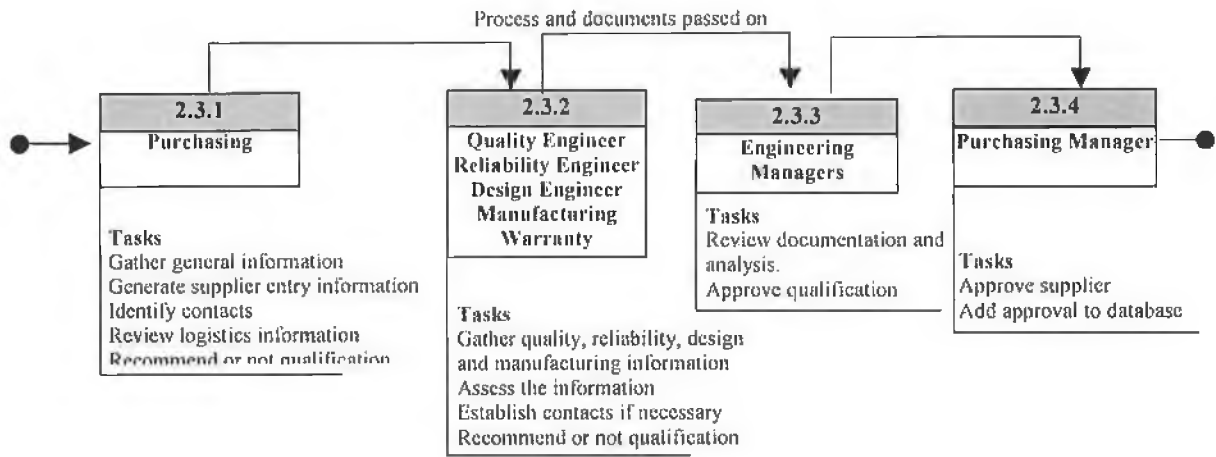 Process and documents passed on
2.3.1
Purchasing
Tasks
Gather general information
Generate supplier entry information
Identify contacts
Review logistics information
Recommend or not qualification
2.3.2
Quality Engineer
Reliability Engineer
Design Engineer
Manufacturing
Warranty
Tasks
Gather quality, reliability, design
and manufacturing information
Assess the information
Establish contacts if necessary
Recommend or not qualification
2.3.3
Engineering
Managers
Tasks
Review documentation and
analysis.
Approve qualification
2.3.4
Purchasing Manager
Tasks
Approve supplier
Add approval to database